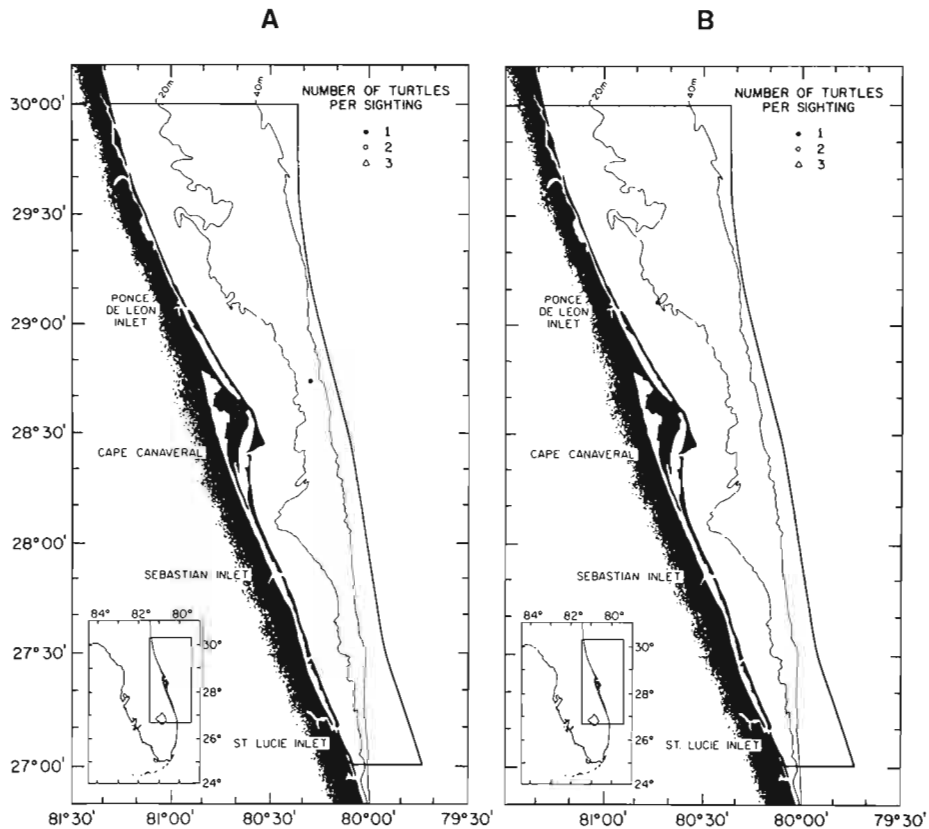 A
B
20m
40m
NUMBER OF TURTLES
PER SIGHTING
1
2
3
30°00'
29°30'
29°00'
28°30'
28°00'
27°30'
27°00'
PONCE
DE LEON
INLET
CAPE CANAVERAL
SEBASTIAN INLET
ST LUCIE INLET
84° 82° 80°
30°
28°
26°
24°
81°30' 81°00' 80°30' 80°00' 79°30'
20m
40m
NUMBER OF TURTLES
PER SIGHTING
1
2
3
PONCE
DE LEON
INLET
CAPE CANAVERAL
SEBASTIAN INLET
ST. LUCIE INLET
84° 82° 80°
30°
28°
26°
24°
81°00' 80°30' 80°00' 79°30'